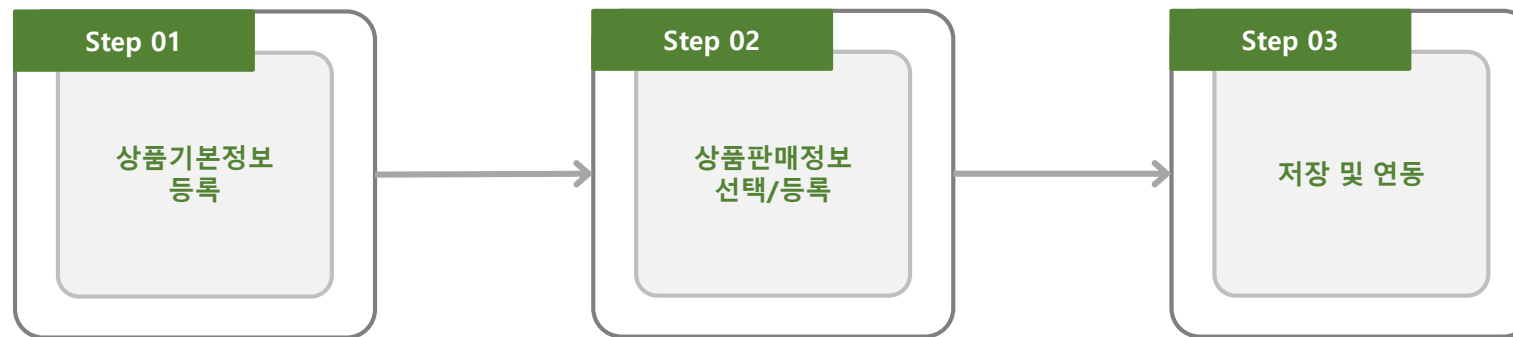 Step 01
상품기본정보
등록
Step 02
상품판매정보
선택/등록
Step 03
저장 및 연동